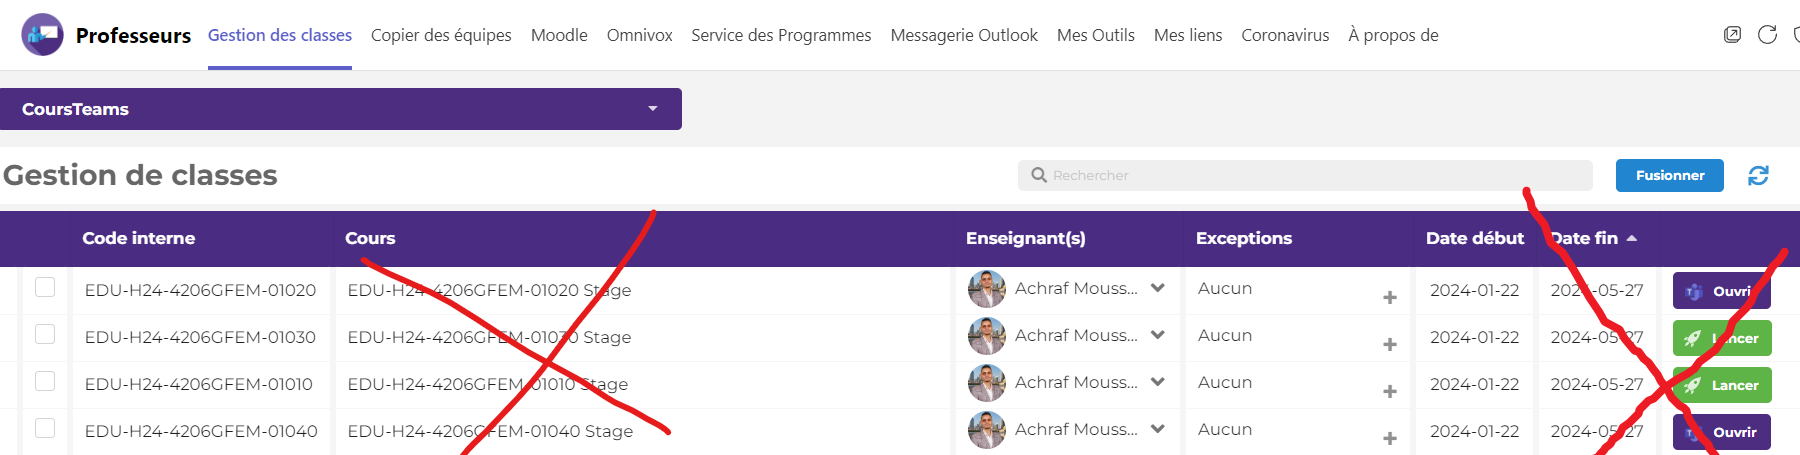 Professeurs Gestion des classes Copier des équipes Moodle Omnivox Service des Programmes Messagerie Outlook Mes Outils Mes liens Coronavirus À propos de
CoursTeams
Gestion de classes Rechercher Fusionner
Code interne Cours Enseignant(s) Exceptions Date début Date fin
EDU-H24-4206GFEM-01020 EDU-H24-4206GFEM-01020 Stage Achraf Mouss... Aucun 2024-01-22 2024-05-27 Ouvrir
EDU-H24-4206GFEM-01030 EDU-H24-4206GFEM-01030 Stage Achraf Mouss... Aucun 2024-01-22 2024-05-27 Lancer
EDU-H24-4206GFEM-01010 EDU-H24-4206GFEM-01010 Stage Achraf Mouss... Aucun 2024-01-22 2024-05-27 Lancer
EDU-H24-4206GFEM-01040 EDU-H24-4206GFEM-01040 Stage Achraf Mouss... Aucun 2024-01-22 2024-05-27 Ouvrir